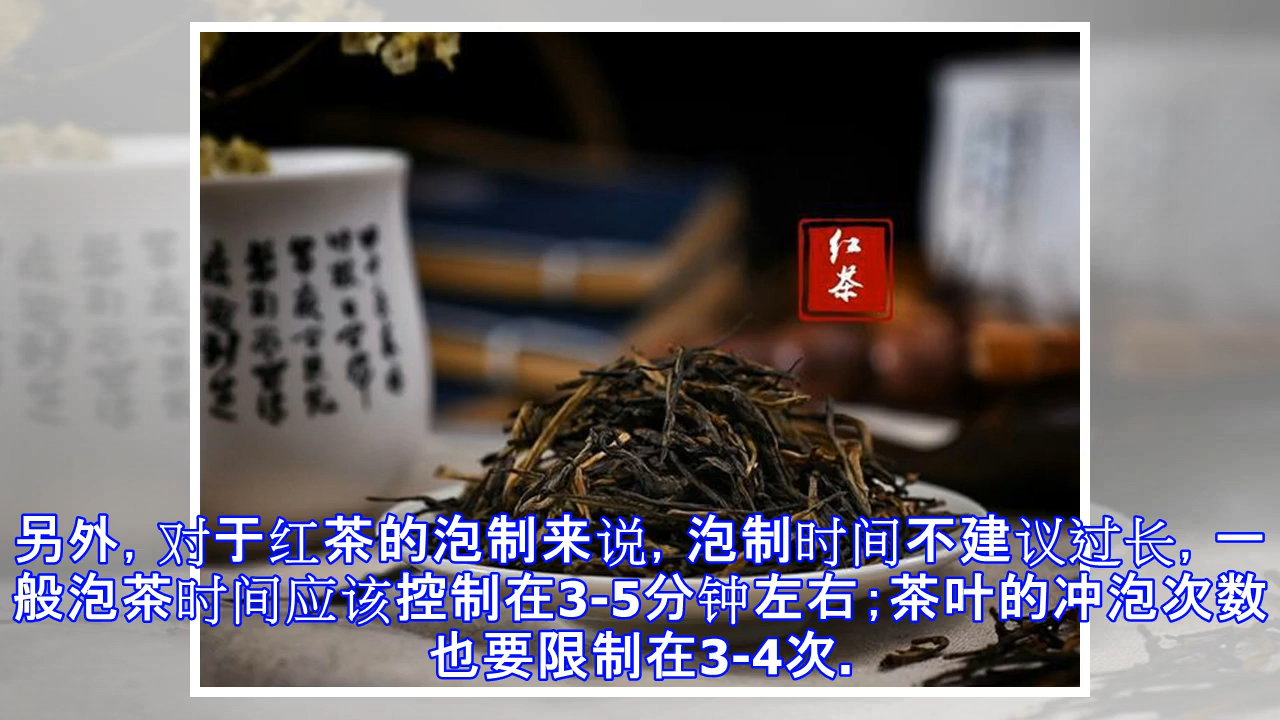 红
茶
另外, 对于红茶的泡制来说, 泡制时间不建议过长, 一
般泡茶时间应该控制在3-5分钟左右;茶叶的冲泡次数
也要限制在3-4次.